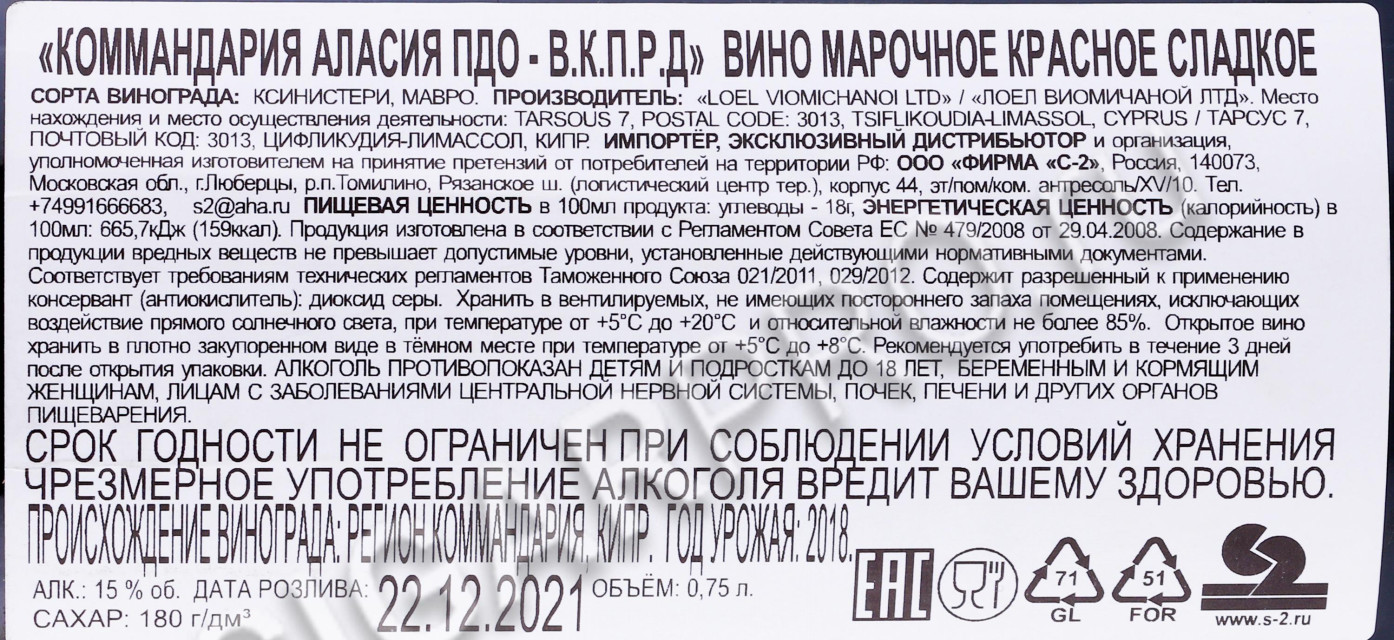 «КОММАНДАРИЯ АЛАСИЯ ПДО - В.К.П.Р.Д» ВИНО МАРОЧНОЕ КРАСНОЕ СЛАДКОЕ
СОРТА ВИНОГРАДА: КСИНИСТЕРИ, МАВРО. ПРОИЗВОДИТЕЛЬ: «LOEL VIOMICHANOI LTD» / «ЛОЕЛ ВИОМИЧАНОЙ ЛТД». Место
нахождения и место осуществления деятельности: TARSOUS 7, POSTAL CODE: 3013, TSIFLIKOUDIA-LIMASSOL, CYPRUS / ТАРСУС 7,
ПОЧТОВЫЙ КОД: 3013, ЦИФЛИКУДИЯ-ЛИМАССОЛ, КИПР. ИМПОРТЁР, ЭКСКЛЮЗИВНЫЙ ДИСТРИБЬЮТОР и организация,
уполномоченная изготовителем на принятие претензий от потребителей на территории РФ: ООО «ФИРМА «С-2», Россия, 140073,
Московская обл., г.Люберцы, р.п.Томилино, Рязанское ш. (логистический центр тер.), корпус 44, эт/пом/ком. антресоль/XV/10. Тел.
+74991666683, s2@aha.ru ПИЩЕВАЯ ЦЕННОСТЬ в 100мл продукта: углеводы - 18г, ЭНЕРГЕТИЧЕСКАЯ ЦЕННОСТЬ (калорийность) в
100мл: 665,7кДж (159ккал). Продукция изготовлена в соответствии с Регламентом Совета ЕС № 479/2008 от 29.04.2008. Содержание в
продукции вредных веществ не превышает допустимые уровни, установленные действующими нормативными документами.
Соответствует требованиям технических регламентов Таможенного Союза 021/2011, 029/2012. Содержит разрешенный к применению
консервант (антиокислитель): диоксид серы. Хранить в вентилируемых, не имеющих постороннего запаха помещениях, исключающих
воздействие прямого солнечного света, при температуре от +5°С до +20°С и относительной влажности не более 85%. Открытое вино
хранить в плотно закупоренном виде в тёмном месте при температуре от +5°С до +8°С. Рекомендуется употребить в течение 3 дней
после открытия упаковки. АЛКОГОЛЬ ПРОТИВОПОКАЗАН ДЕТЯМ И ПОДРОСТКАМ ДО 18 ЛЕТ, БЕРЕМЕННЫМ И КОРМЯЩИМ
ЖЕНЩИНАМ, ЛИЦАМ С ЗАБОЛЕВАНИЯМИ ЦЕНТРАЛЬНОЙ НЕРВНОЙ СИСТЕМЫ, ПОЧЕК, ПЕЧЕНИ И ДРУГИХ ОРГАНОВ
ПИЩЕВАРЕНИЯ.
СРОК ГОДНОСТИ НЕ ОГРАНИЧЕН ПРИ СОБЛЮДЕНИИ УСЛОВИЙ ХРАНЕНИЯ
ЧРЕЗМЕРНОЕ УПОТРЕБЛЕНИЕ АЛКОГОЛЯ ВРЕДИТ ВАШЕМУ ЗДОРОВЬЮ.
ПРОИСХОЖДЕНИЕ ВИНОГРАДА: РЕГИОН КОММАНДАРИЯ, КИПР. ГОД УРОЖАЯ: 2018.
АЛК.: 15 % об. ДАТА РОЗЛИВА: 22.12.2021 ОБЪЁМ: 0,75 л.
САХАР: 180 г/дм³
EAC
71
GL
51
FOR
S-2
www.s-2.ru
CIGARPRO.ru